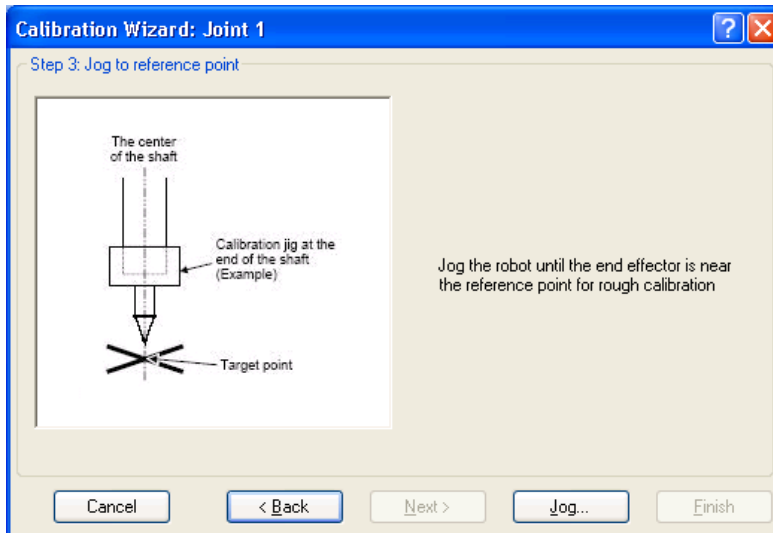 Calibration Wizard: Joint 1
Step 3: Jog to reference point
The center
of the shaft
Calibration jig at the
end of the shaft
(Example)
Target point
Jog the robot until the end effector is near
the reference point for rough calibration
Cancel
< Back
Next >
Jog...
Finish